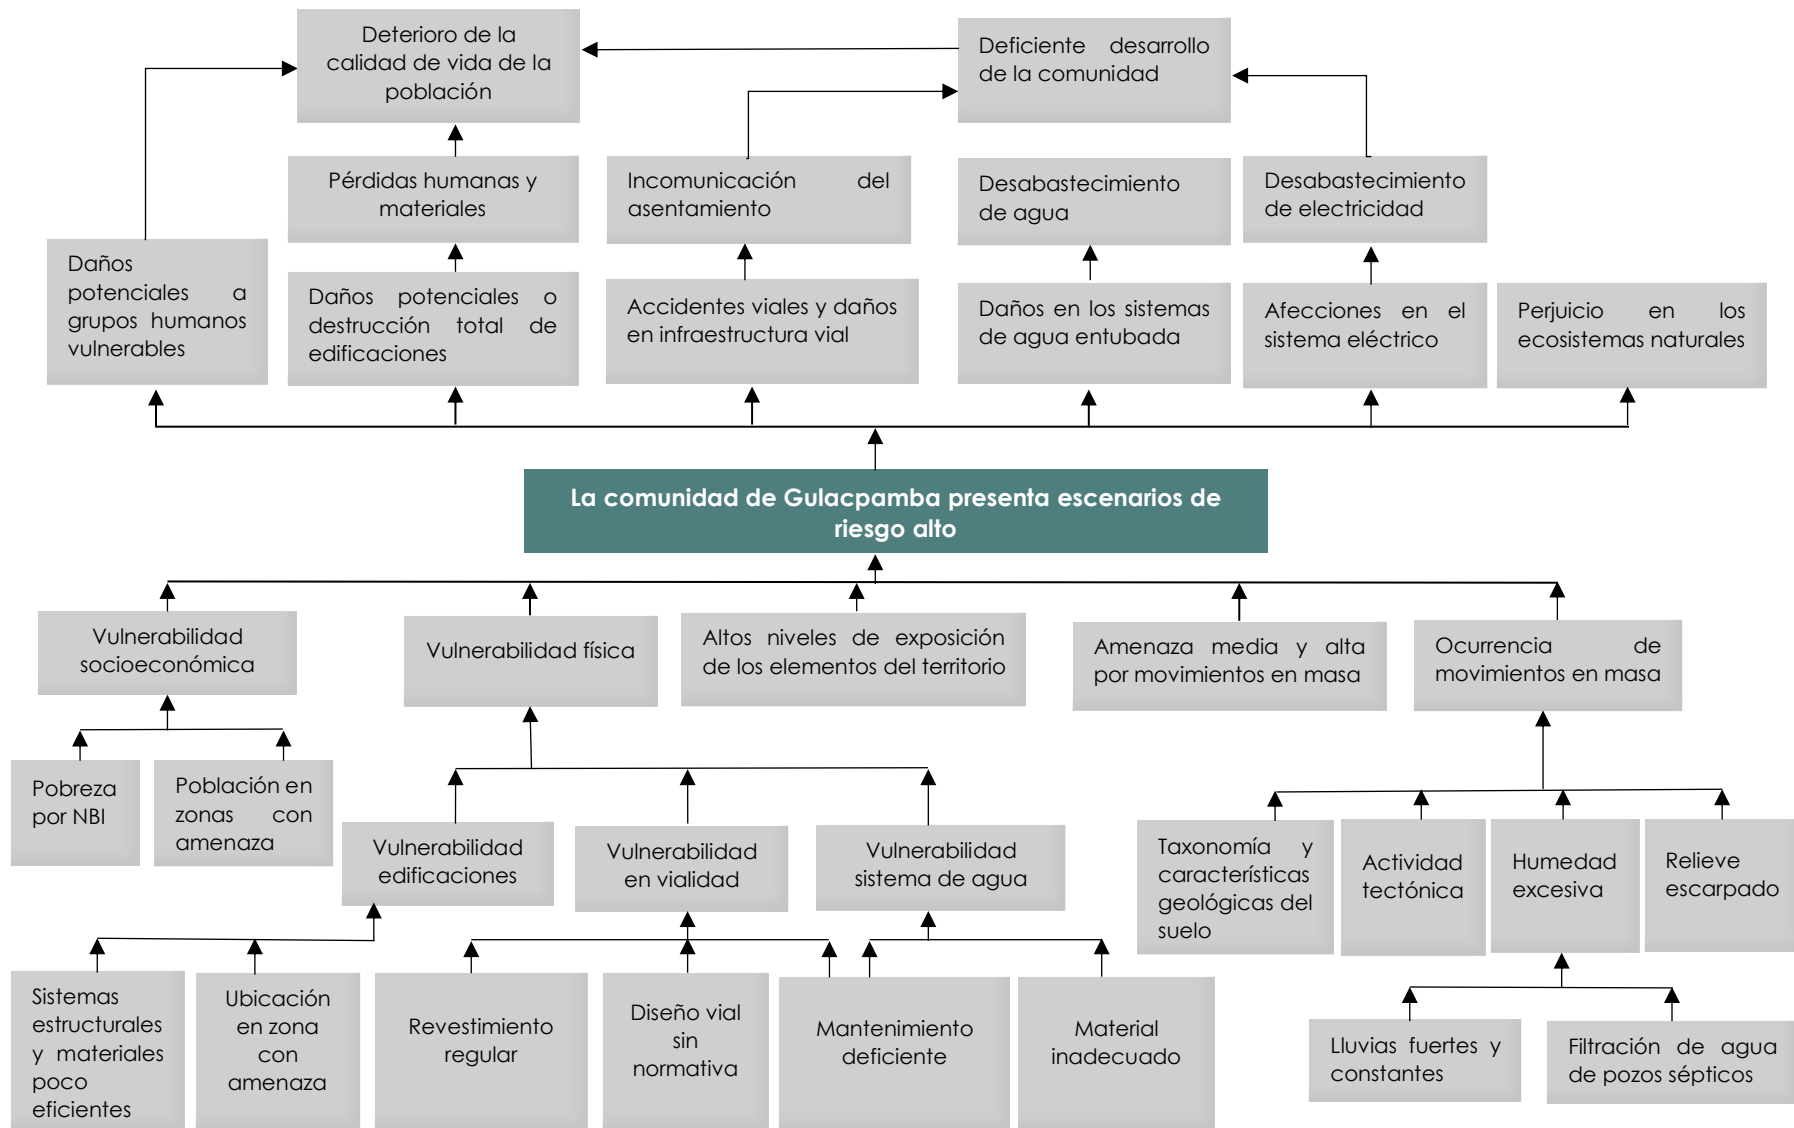 Deterioro de la
calidad de vida de la
población
Deficiente desarrollo
de la comunidad
Pérdidas humanas y
materiales
Incomunicación del
asentamiento
Desabastecimiento
de agua
Desabastecimiento
de electricidad
Daños
potenciales a
grupos humanos
vulnerables
Daños potenciales o
destrucción total de
edificaciones
Accidentes viales y daños
en infraestructura vial
Daños en los sistemas
de agua entubada
Afecciones en el
sistema eléctrico
Perjuicio en los
ecosistemas naturales
La comunidad de Gulacpamba presenta escenarios de
riesgo alto
Vulnerabilidad
socioeconómica
Vulnerabilidad física
Altos niveles de exposición
de los elementos del territorio
Amenaza media y alta
por movimientos en masa
Ocurrencia de
movimientos en masa
Pobreza
por NBI
Población en
zonas con
amenaza
Vulnerabilidad
edificaciones
Vulnerabilidad
en vialidad
Vulnerabilidad
sistema de agua
Taxonomía y
características
geológicas del
suelo
Actividad
tectónica
Humedad
excesiva
Relieve
escarpado
Sistemas
estructurales
y materiales
poco
eficientes
Ubicación
en zona
con
amenaza
Revestimiento
regular
Diseño vial
sin
normativa
Mantenimiento
deficiente
Material
inadecuado
Lluvias fuertes y
constantes
Filtración de agua
de pozos sépticos